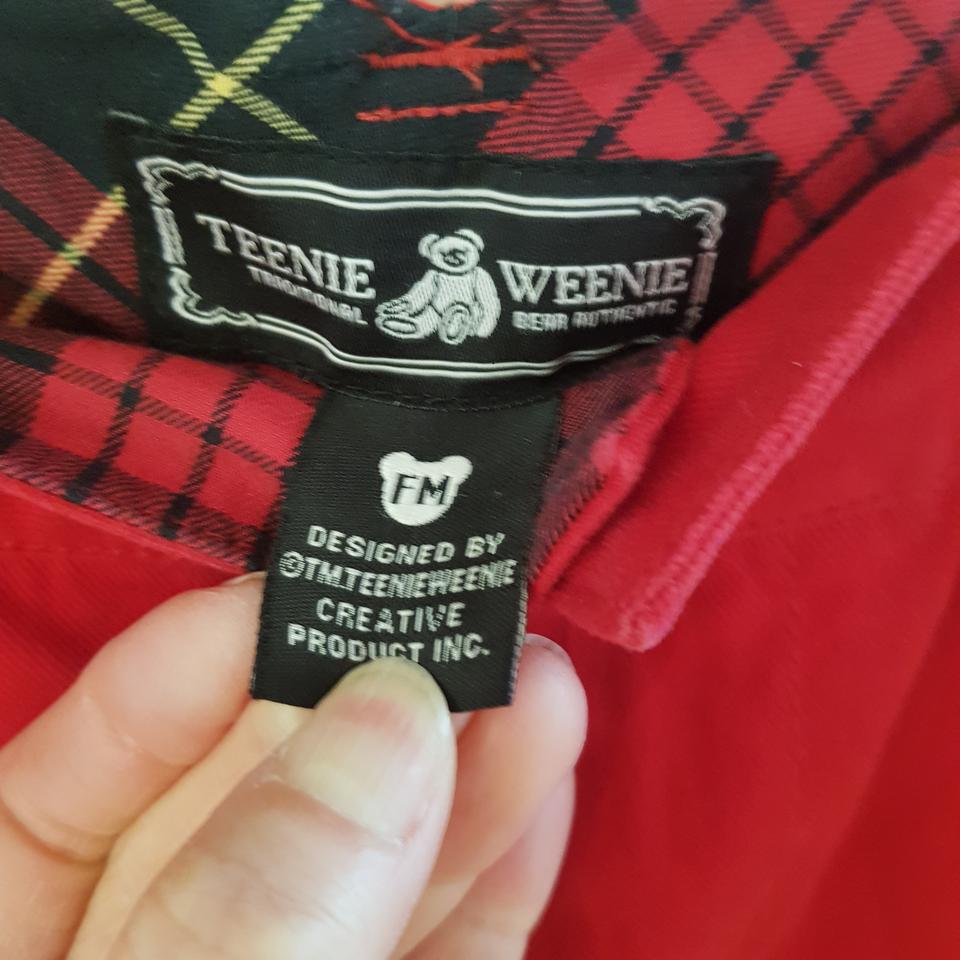 TEENIE WEENIE
TRADITIONAL BEAR AUTHENTIC
FM
DESIGNED BY
©TM.TEENIEWEENIE
CREATIVE
PRODUCT INC.